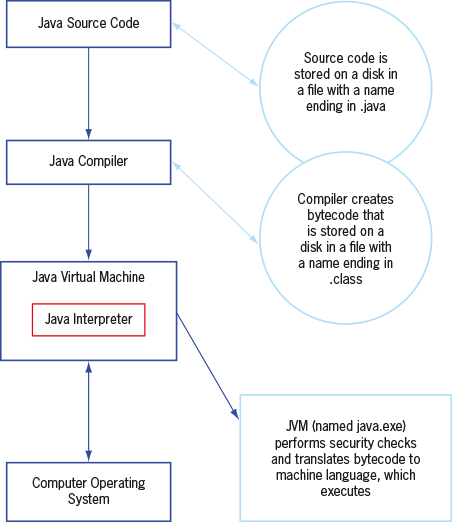 Java Source Code
Source code is
stored on a disk in
a file with a name
ending in .java
Java Compiler
Compiler creates
bytecode that
is stored on a
disk in a file with
a name ending in
.class
Java Virtual Machine
Java Interpreter
JVM (named java.exe)
performs security checks
and translates bytecode to
machine language, which
executes
Computer Operating
System